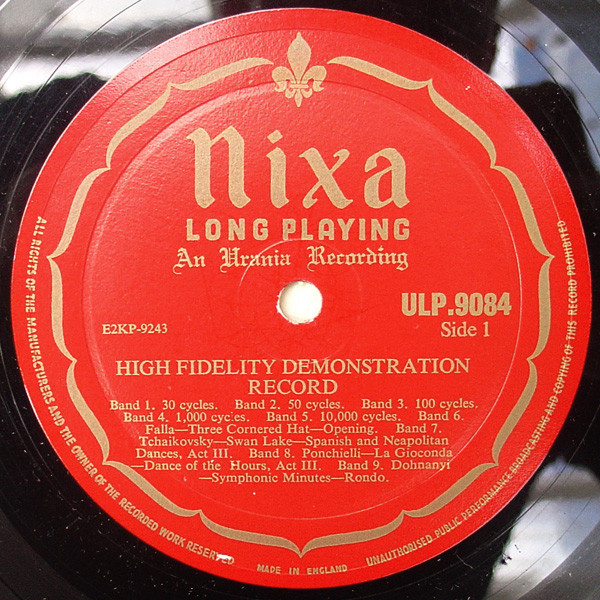 Nixa
LONG PLAYING
An Urania Recording
ULP.9084
E2KP-9243
Side 1
HIGH FIDELITY DEMONSTRATION
RECORD
Band 1. 30 cycles. Band 2. 50 cycles. Band 3. 100 cycles.
Band 4. 1,000 cycles. Band 5. 10,000 cycles. Band 6.
Falla—Three Cornered Hat—Opening. Band 7.
Tchaikovsky—Swan Lake—Spanish and Neapolitan
Dances, Act III. Band 8. Ponchielli—La Gioconda
—Dance of the Hours, Act III. Band 9. Dohnanyi
—Symphonic Minutes—Rondo.
ALL RIGHTS OF THE MANUFACTURERS AND THE OWNER OF THE RECORDED WORK RESERVED
MADE IN ENGLAND
UNAUTHORISED PUBLIC PERFORMANCE BROADCASTING AND COPYING OF THIS RECORD PROHIBITED